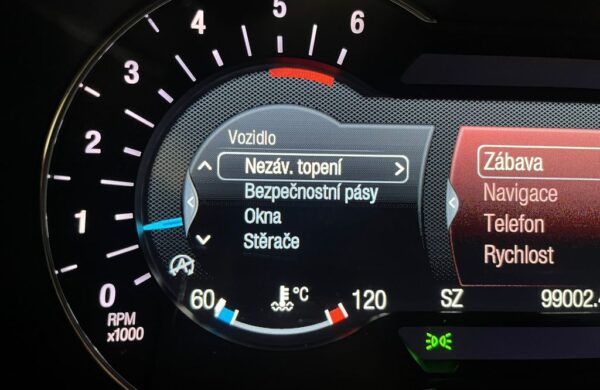 5
6
4
3
2
1
0
RPM
x1000
Vozidlo
Nezáv. topení
Bezpečnostní pásy
Okna
Stěrače
Zábava
Navigace
Telefon
Rychlost
60 °C 120 SZ 99002.